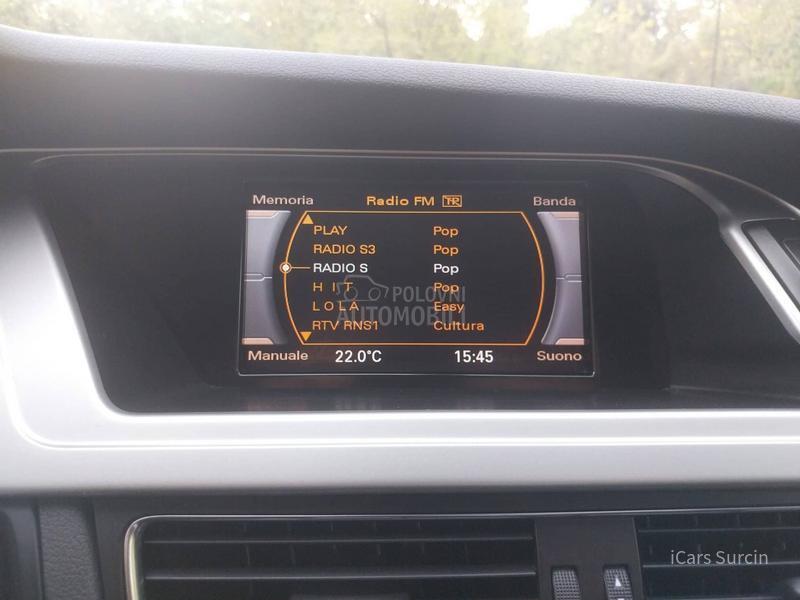 Memoria Radio FM TP Banda
PLAY Pop
RADIO S3 Pop
RADIO S Pop
H I T Pop
L O L A Easy
RTV RNS1 Cultura
Manuale 22.0°C 15:45 Suono
POLOVNI
AUTOMOBILI
iCars Surcin